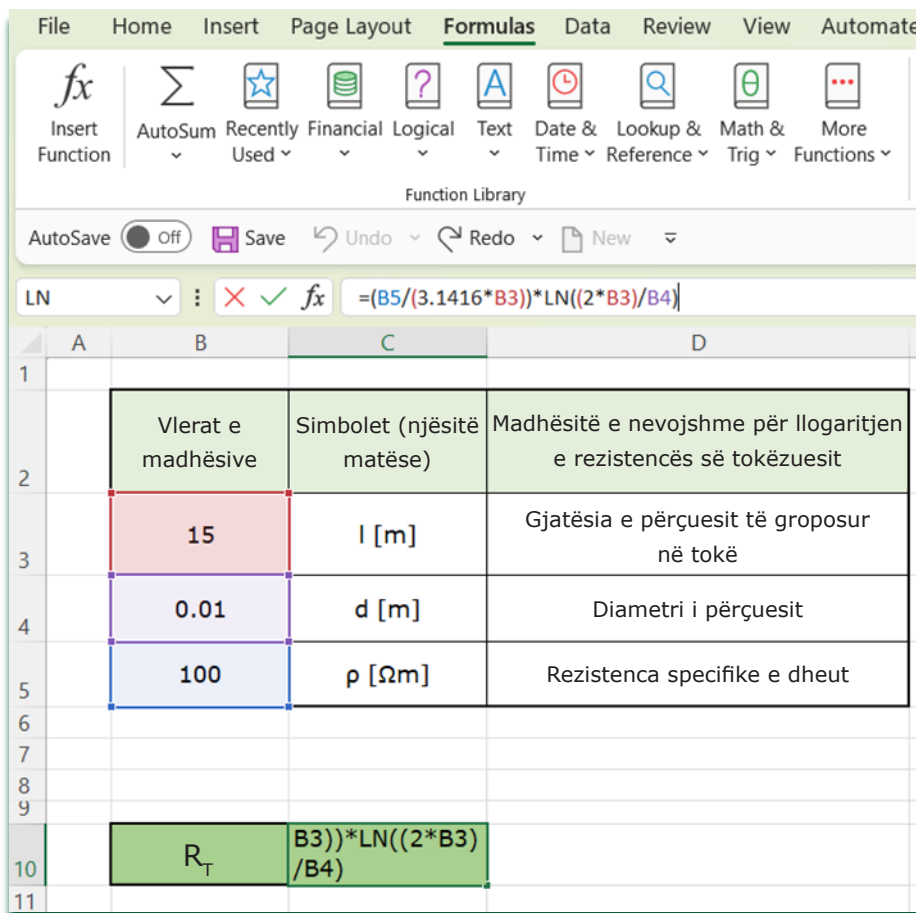 File Home Insert Page Layout Formulas Data Review View Automate
fx
Insert Function
AutoSum
Recently Used
Financial
Logical
Text
Date & Time
Lookup & Reference
Math & Trig
More Functions
Function Library
AutoSave Off Save Undo Redo New
LN fx =(B5/(3.1416*B3))*LN((2*B3)/B4)
A B C D
1
2
Vlerat e
madhësive
Simbolet (njësitë
matëse)
Madhësitë e nevojshme për llogaritjen
e rezistencës së tokëzuesit
3
15
l [m]
Gjatësia e përçuesit të groposur
në tokë
4
0.01
d [m]
Diametri i përçuesit
5
100
ρ [Ωm]
Rezistenca specifike e dheut
6
7
8
9
10
R_T
B3))*LN((2*B3)
/B4)
11